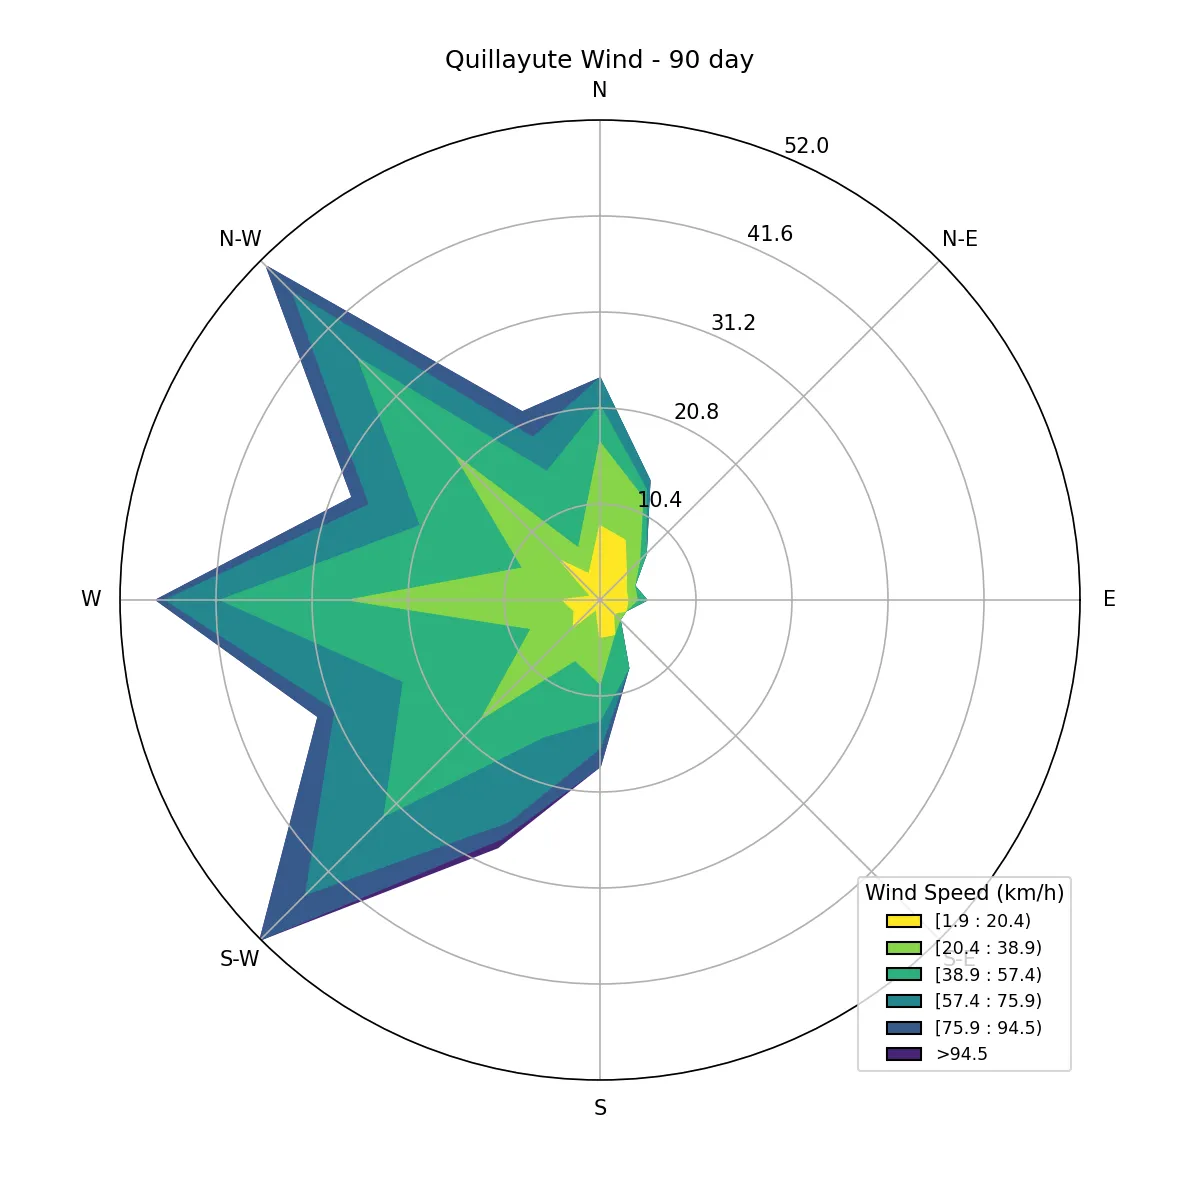 Quillayute Wind - 90 day
N
52.0
N-W
41.6
N-E
31.2
20.8
10.4
W
E
Wind Speed (km/h)
[1.9 : 20.4)
[20.4 : 38.9)
S-W
S-E
[38.9 : 57.4)
[57.4 : 75.9)
[75.9 : 94.5)
>94.5
S